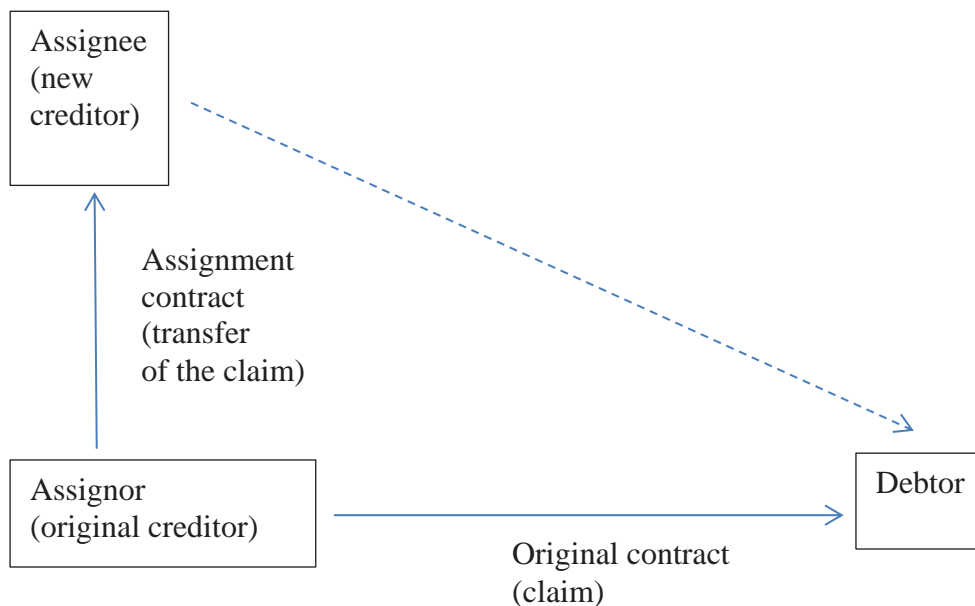 Assignee
(new
creditor)
Assignment
contract
(transfer
of the claim)
Assignor
(original creditor)
Debtor
Original contract
(claim)